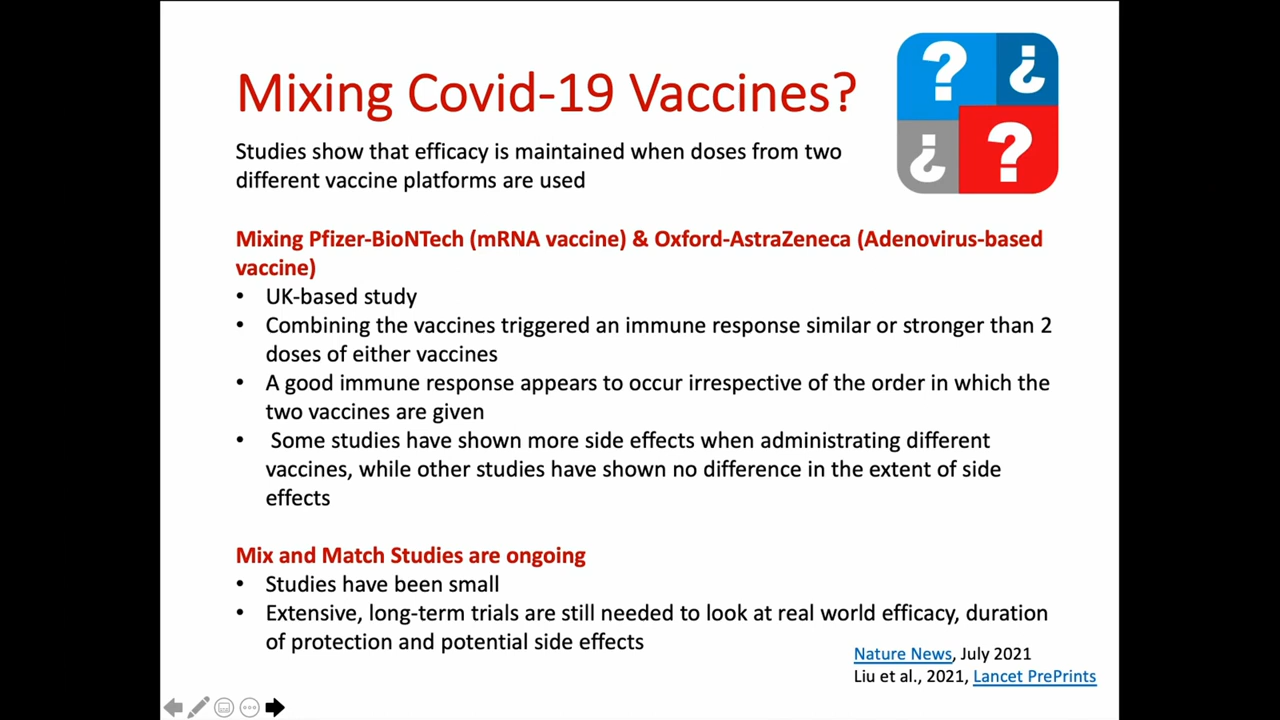 Mixing Covid-19 Vaccines?
? ¿
¿ ?
Studies show that efficacy is maintained when doses from two
different vaccine platforms are used
Mixing Pfizer-BioNTech (mRNA vaccine) & Oxford-AstraZeneca (Adenovirus-based
vaccine)
• UK-based study
• Combining the vaccines triggered an immune response similar or stronger than 2
doses of either vaccines
• A good immune response appears to occur irrespective of the order in which the
two vaccines are given
• Some studies have shown more side effects when administrating different
vaccines, while other studies have shown no difference in the extent of side
effects
Mix and Match Studies are ongoing
• Studies have been small
• Extensive, long-term trials are still needed to look at real world efficacy, duration
of protection and potential side effects
Nature News, July 2021
Liu et al., 2021, Lancet PrePrints